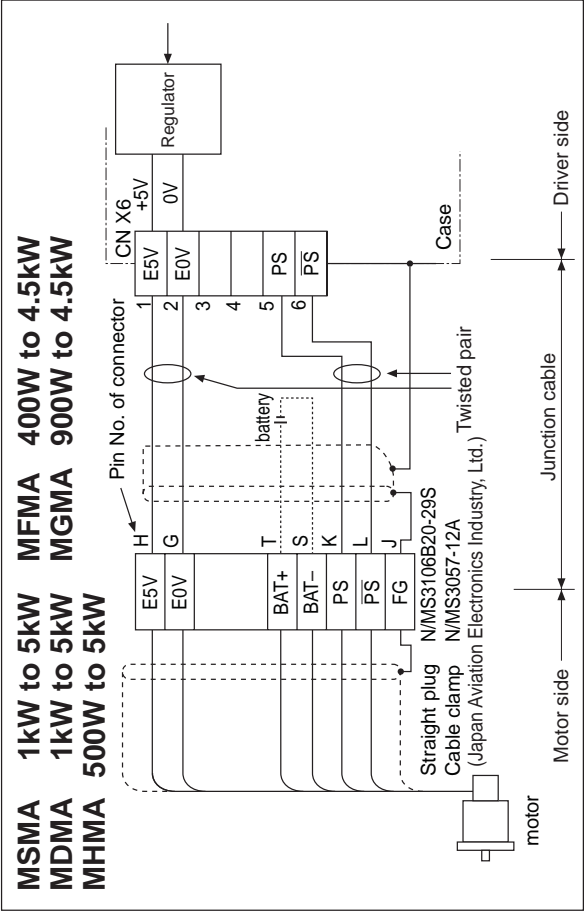 MSMA 1kW to 5kW MFMA 400W to 4.5kW
MDMA 1kW to 5kW MGMA 900W to 4.5kW
MHMA 500W to 5kW
Pin No. of connector
CN X6
+5V
0V
Regulator
E5V H 1 E5V
E0V G 2 E0V
3
4
battery
BAT+ T
BAT− S
PS K 5 PS
P̅S̅ L 6 P̅S̅
FG J
Case
Twisted pair
Straight plug N/MS3106B20-29S
Cable clamp N/MS3057-12A
(Japan Aviation Electronics Industry, Ltd.)
motor
Motor side
Junction cable
Driver side